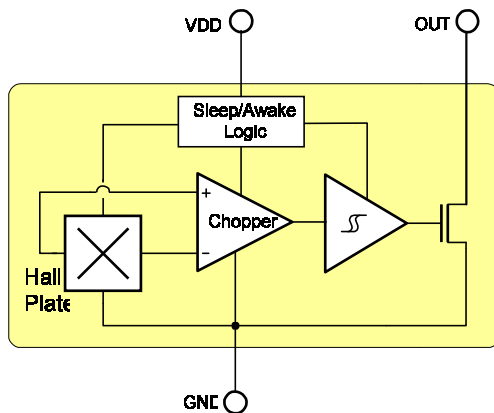 VDD
OUT
Sleep/Awake
Logic
+
Chopper
−
Hall
Plate
GND